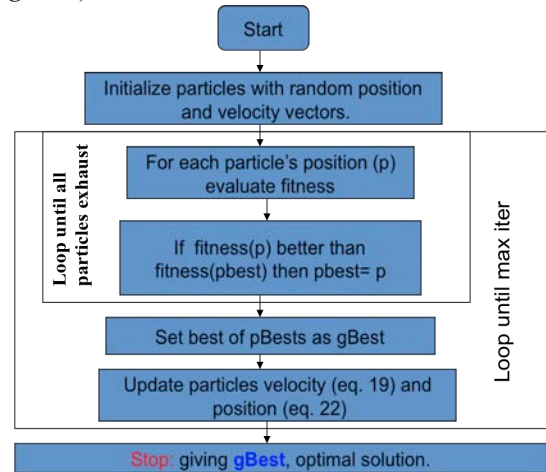 Start
Initialize particles with random position
and velocity vectors.
For each particle's position (p)
evaluate fitness
If fitness(p) better than
fitness(pbest) then pbest= p
Loop until all
particles exhaust
Set best of pBests as gBest
Update particles velocity (eq. 19) and
position (eq. 22)
Loop until max iter
Stop: giving gBest, optimal solution.